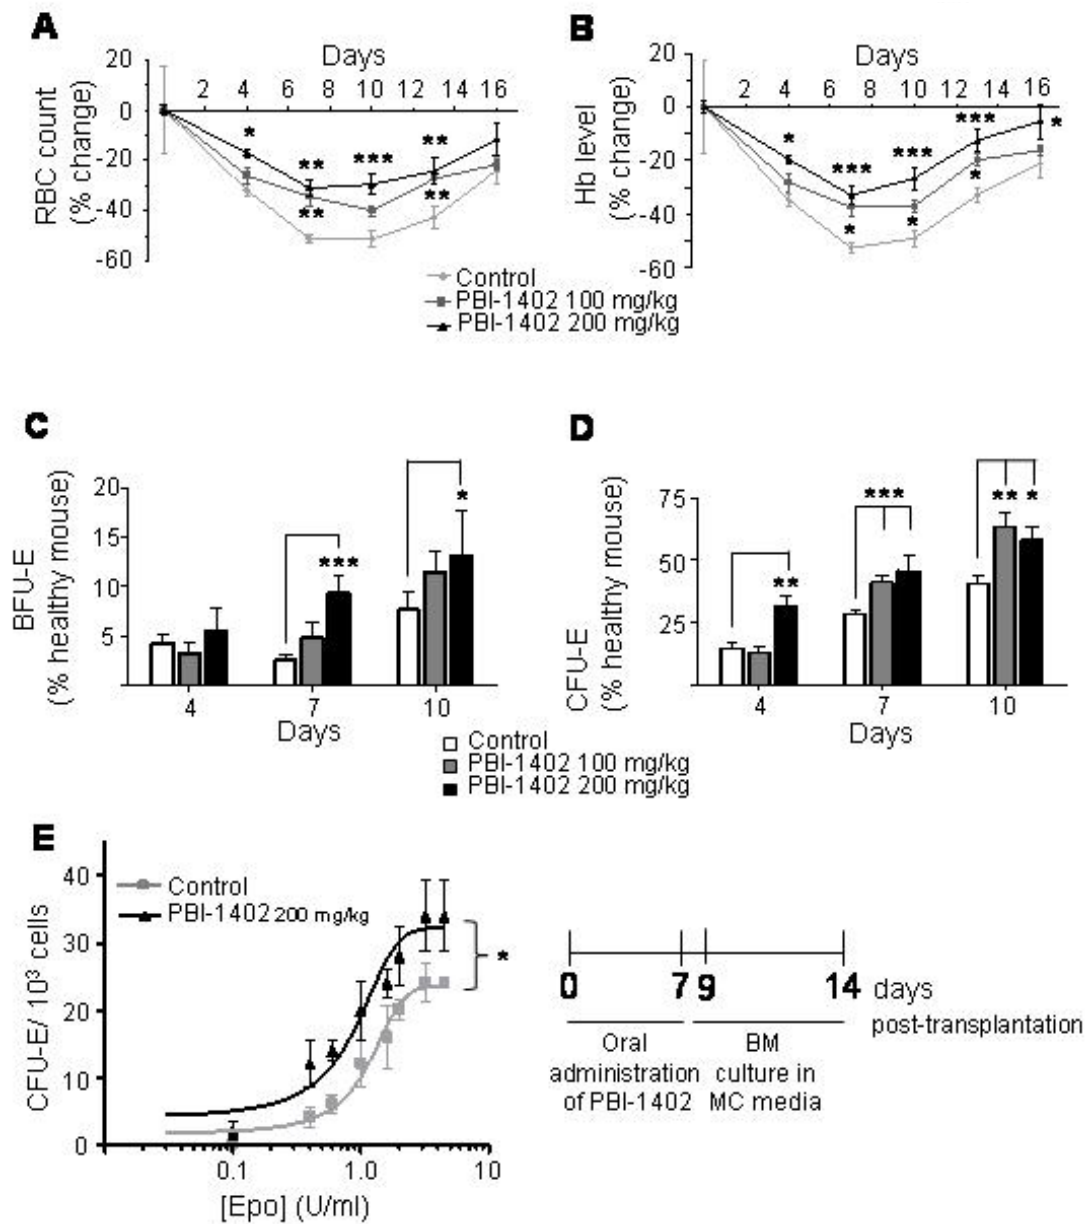 A
Days
20
2 4 6 8 10 12 14 16
0
-20
-40
-60
RBC count
(% change)
* ** *** **
** **
B
Days
20
2 4 6 8 10 12 14 16
0
-20
-40
-60
Hb level
(% change)
* *** *** *** *
* * *
Control
PBI-1402 100 mg/kg
PBI-1402 200 mg/kg
C
20
15
10
5
BFU-E
(% healthy mouse)
***
*
4 7 10
Days
D
75
50
25
CFU-E
(% healthy mouse)
**
***
** *
4 7 10
Days
Control
PBI-1402 100 mg/kg
PBI-1402 200 mg/kg
E
40
30
20
10
0
CFU-E/ 10³ cells
Control
PBI-1402 200 mg/kg
*
0.1 1.0 10
[Epo] (U/ml)
0 7 9 14 days
post-transplantation
Oral
administration
of PBI-1402
BM
culture in
MC media